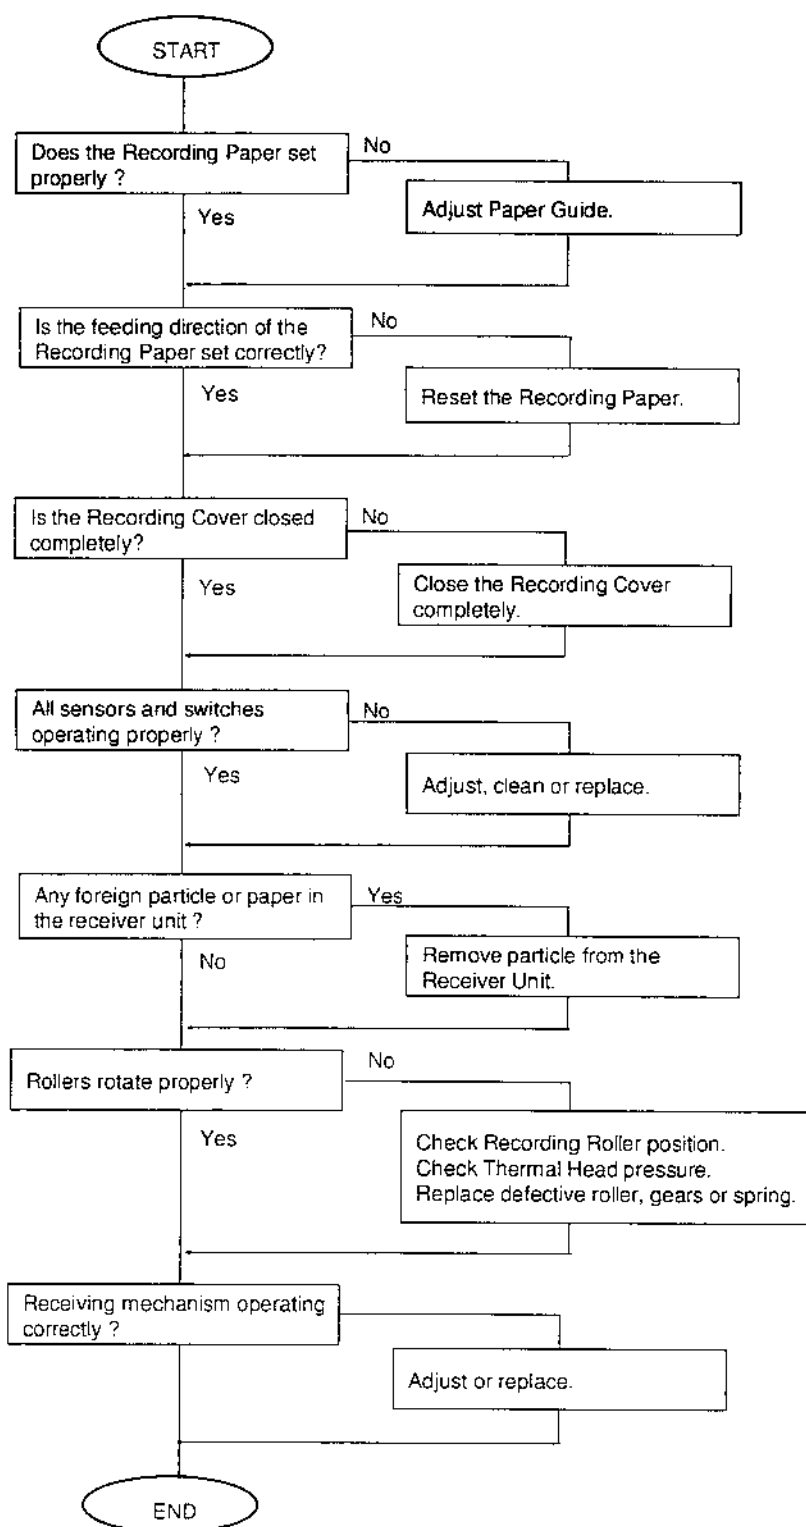 START
Does the Recording Paper set
properly ?
No
Adjust Paper Guide.
Yes
Is the feeding direction of the
Recording Paper set correctly?
No
Yes
Reset the Recording Paper.
Is the Recording Cover closed
completely?
No
Yes
Close the Recording Cover
completely.
All sensors and switches
operating properly ?
No
Yes
Adjust, clean or replace.
Any foreign particle or paper in
the receiver unit ?
Yes
No
Remove particle from the
Receiver Unit.
Rollers rotate properly ?
No
Yes
Check Recording Roller position.
Check Thermal Head pressure.
Replace defective roller, gears or spring.
Receiving mechanism operating
correctly ?
Adjust or replace.
END